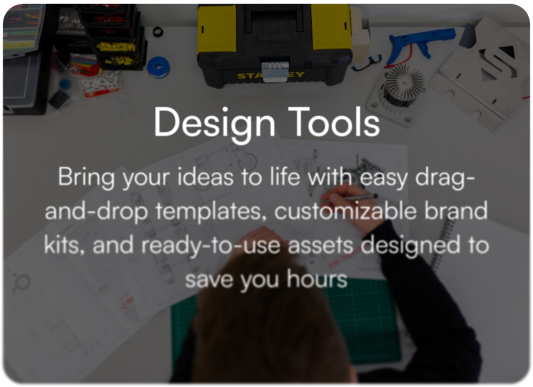 STANLEY
Design Tools
Bring your ideas to life with easy drag-
and-drop templates, customizable brand
kits, and ready-to-use assets designed to
save you hours